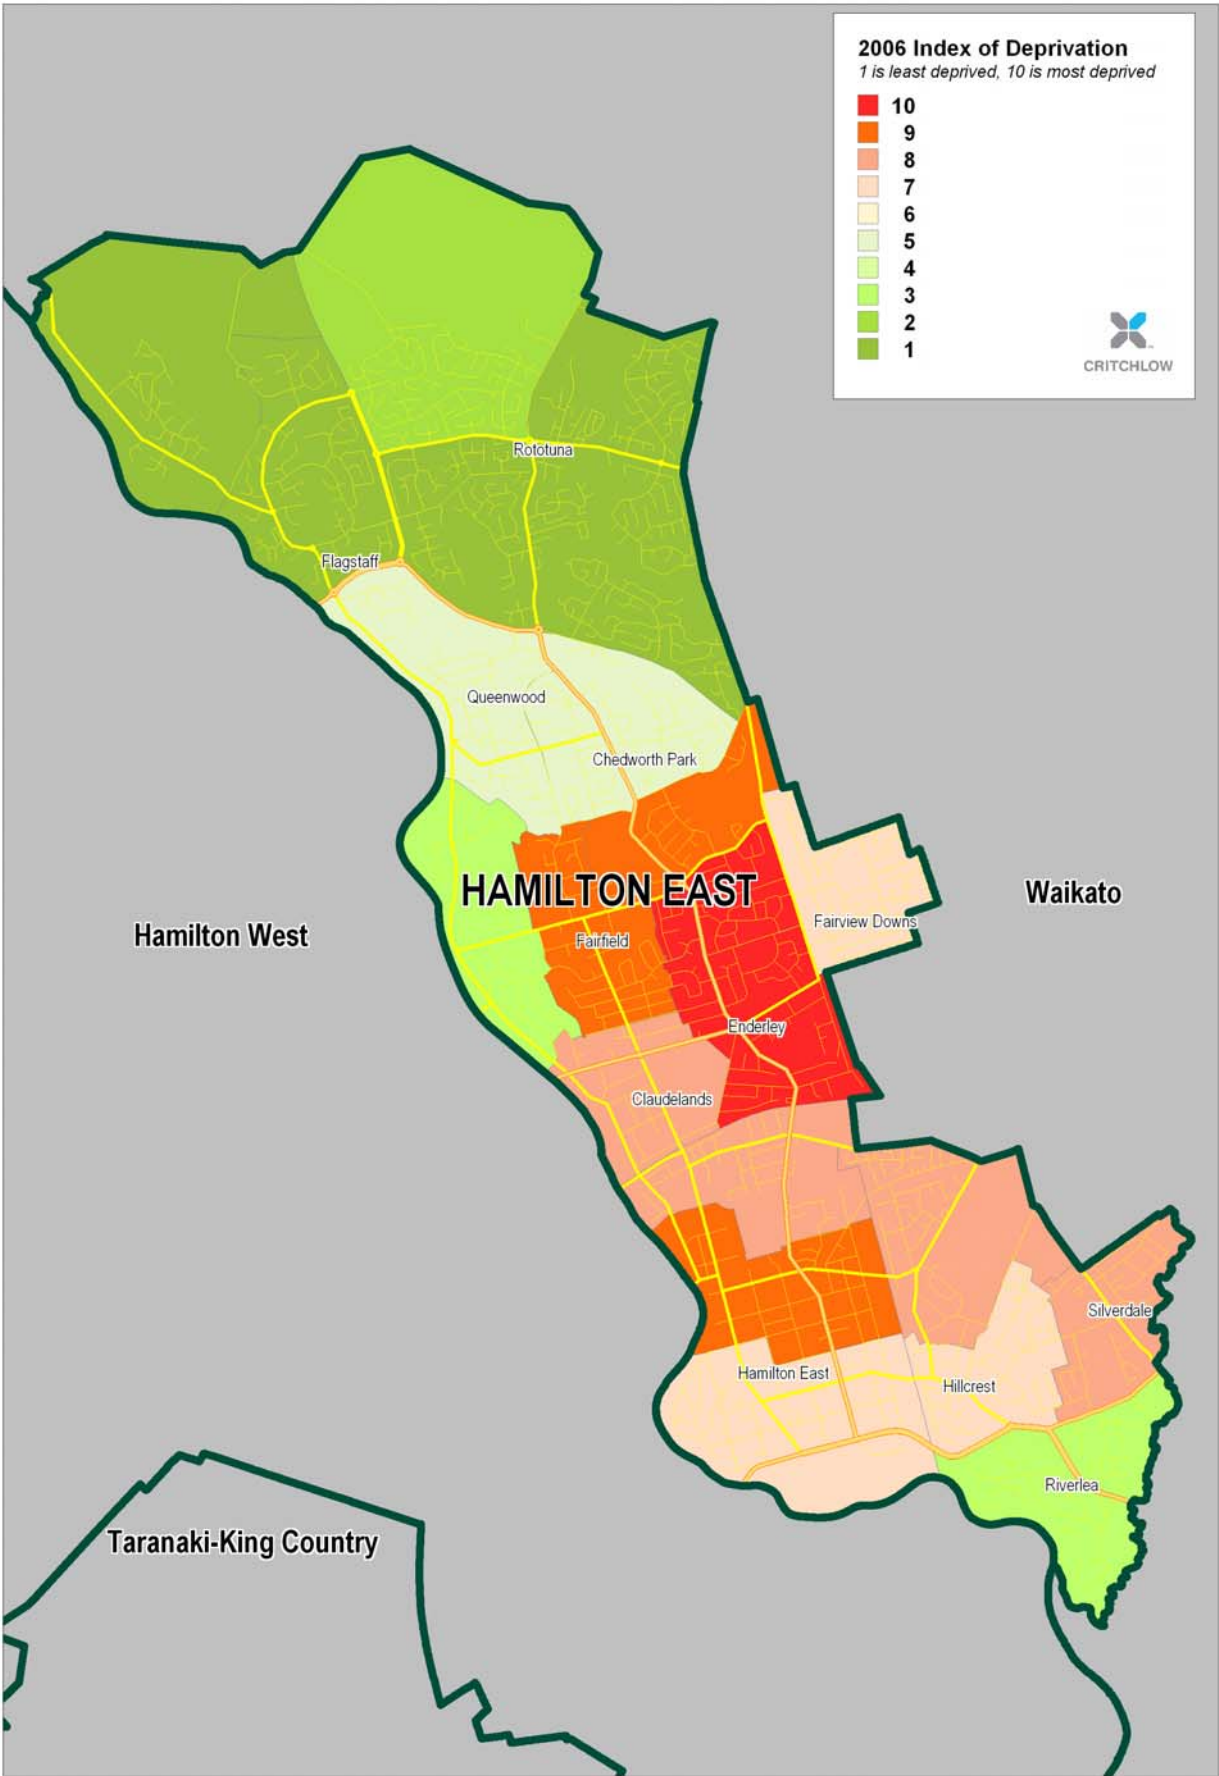 2006 Index of Deprivation
1 is least deprived, 10 is most deprived
10
9
8
7
6
5
4
3
2
1
CRITCHLOW
Rototuna
Flagstaff
Queenwood
Chedworth Park
HAMILTON EAST
Waikato
Fairview Downs
Hamilton West
Fairfield
Enderley
Claudelands
Silverdale
Hamilton East
Hillcrest
Riverlea
Taranaki-King Country